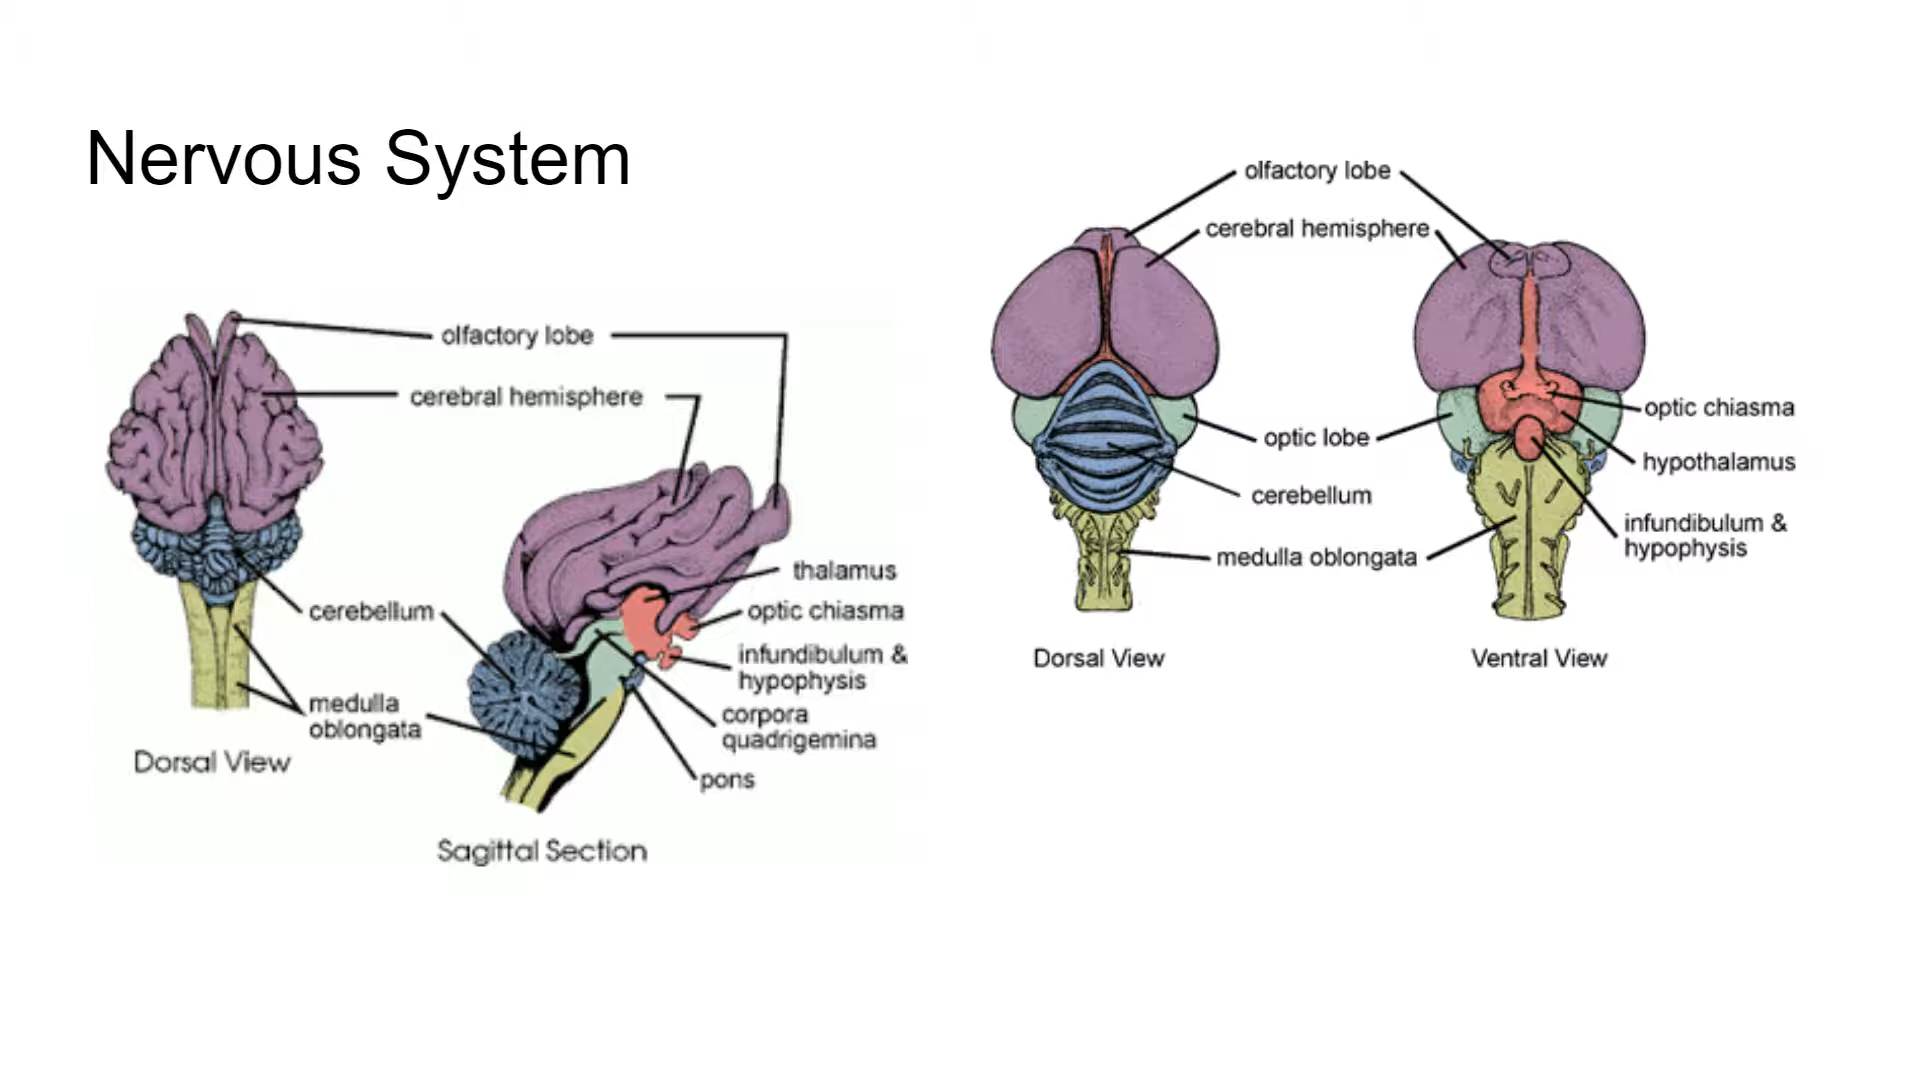 Nervous System
olfactory lobe
cerebral hemisphere
thalamus
optic chiasma
cerebellum
infundibulum &
hypophysis
medulla
oblongata
corpora
quadrigemina
pons
Dorsal View
Sagittal Section
olfactory lobe
cerebral hemisphere
optic chiasma
optic lobe
hypothalamus
cerebellum
infundibulum &
hypophysis
medulla oblongata
Dorsal View
Ventral View